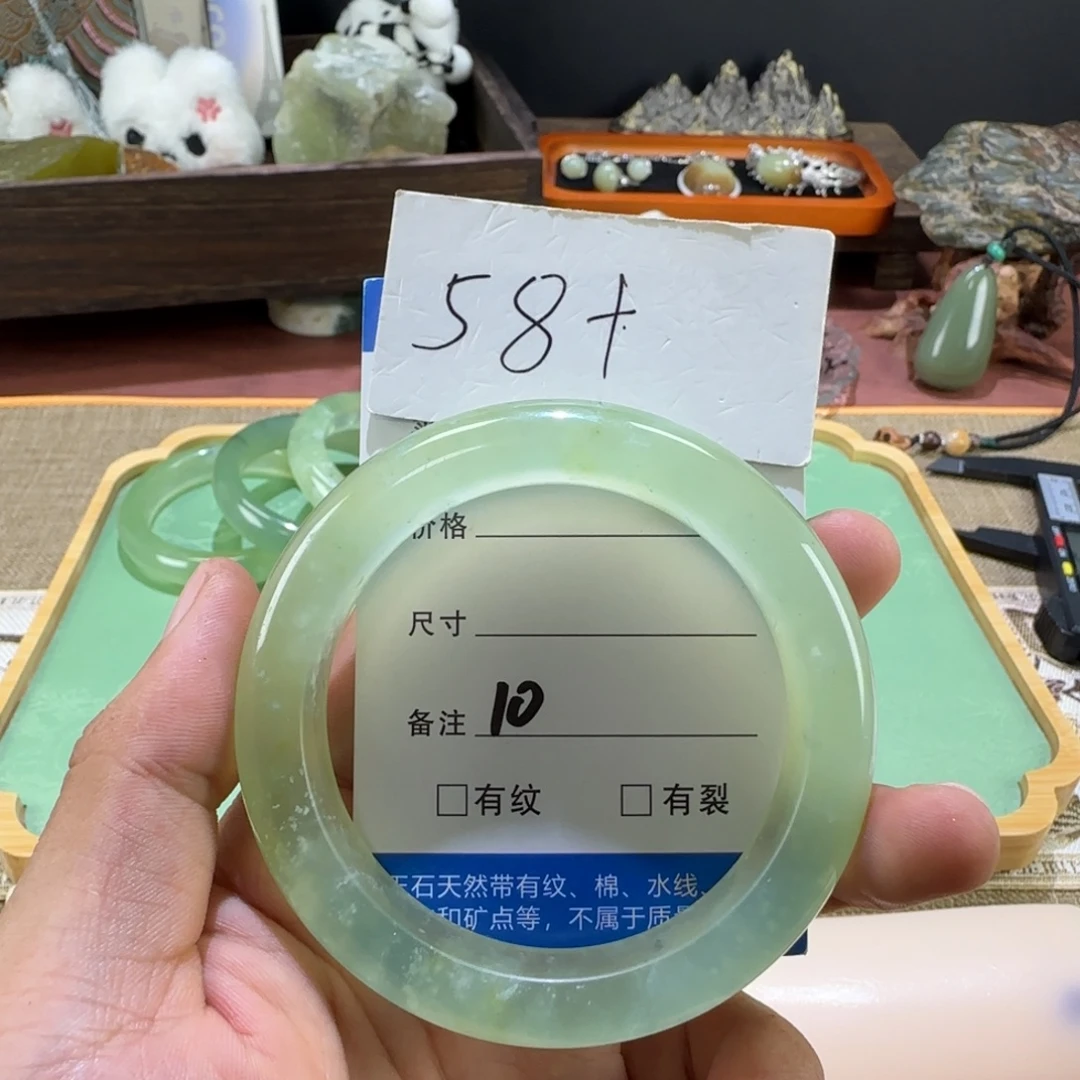 58+
价格
尺寸
备注 10
□有纹 □有裂
石天然带有纹、棉、水线、
和矿点等，不属于质